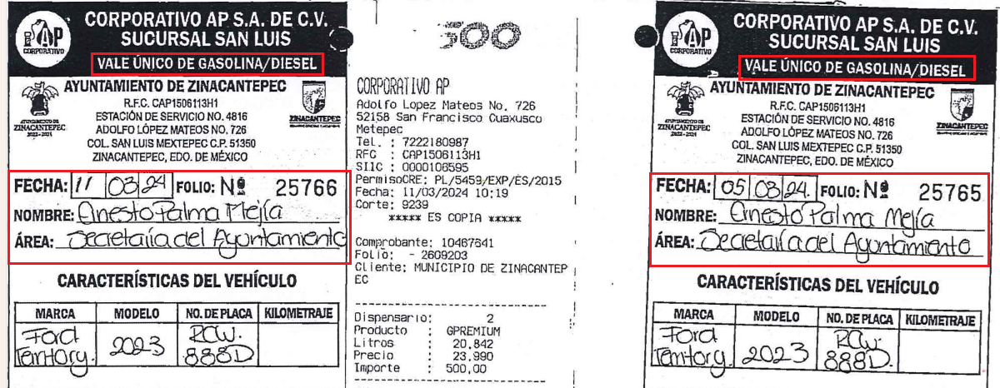 PAP
CORPORATIVO
CORPORATIVO AP S.A. DE C.V.
SUCURSAL SAN LUIS
VALE ÚNICO DE GASOLINA/DIESEL
AYUNTAMIENTO DE ZINACANTEPEC
R.F.C. CAP1506113H1
ESTACIÓN DE SERVICIO NO. 4816
ADOLFO LÓPEZ MATEOS NO. 726
COL. SAN LUIS MEXTEPEC C.P. 51350
ZINACANTEPEC, EDO. DE MÉXICO
AYUNTAMIENTO DE
ZINACANTEPEC
2022-2024
ZINACANTEPEC
FECHA: 11 03 24 FOLIO: Nº 25766
NOMBRE: Ernesto Palma Mejía
ÁREA: Secretaría del Ayuntamiento
CARACTERÍSTICAS DEL VEHÍCULO
MARCA MODELO NO. DE PLACA KILOMETRAJE
Ford Territory. 2023 RCW. 888D
500
CORPORATIVO AP
Adolfo Lopez Mateos No. 726
52158 San Francisco Cuaxusco
Metepec
Tel. : 7222180987
RFC : CAP1506113H1
SIIC : 0000106595
PermisoCRE: PL/5459/EXP/ES/2015
Fecha: 11/03/2024 10:19
Corte: 9239
***** ES COPIA *****
Comprobante: 10467641
Folio: - 2609203
Cliente: MUNICIPIO DE ZINACANTEP
EC
Dispensario: 2
Producto : GPREMIUM
Litros : 20.842
Precio : 23.990
Importe : 500.00
PAP
CORPORATIVO
CORPORATIVO AP S.A. DE C.V.
SUCURSAL SAN LUIS
VALE ÚNICO DE GASOLINA/DIESEL
AYUNTAMIENTO DE ZINACANTEPEC
R.F.C. CAP1506113H1
ESTACIÓN DE SERVICIO NO. 4816
ADOLFO LÓPEZ MATEOS NO. 726
COL. SAN LUIS MEXTEPEC C.P. 51350
ZINACANTEPEC, EDO. DE MÉXICO
AYUNTAMIENTO DE
ZINACANTEPEC
2022-2024
ZINACANTEPEC
FECHA: 05 03 24. FOLIO: Nº 25765
NOMBRE: Ernesto Palma Mejía
ÁREA: Secretaría del Ayuntamiento
CARACTERÍSTICAS DEL VEHÍCULO
MARCA MODELO NO. DE PLACA KILOMETRAJE
Ford Territory. 2023 RCW. 888D.